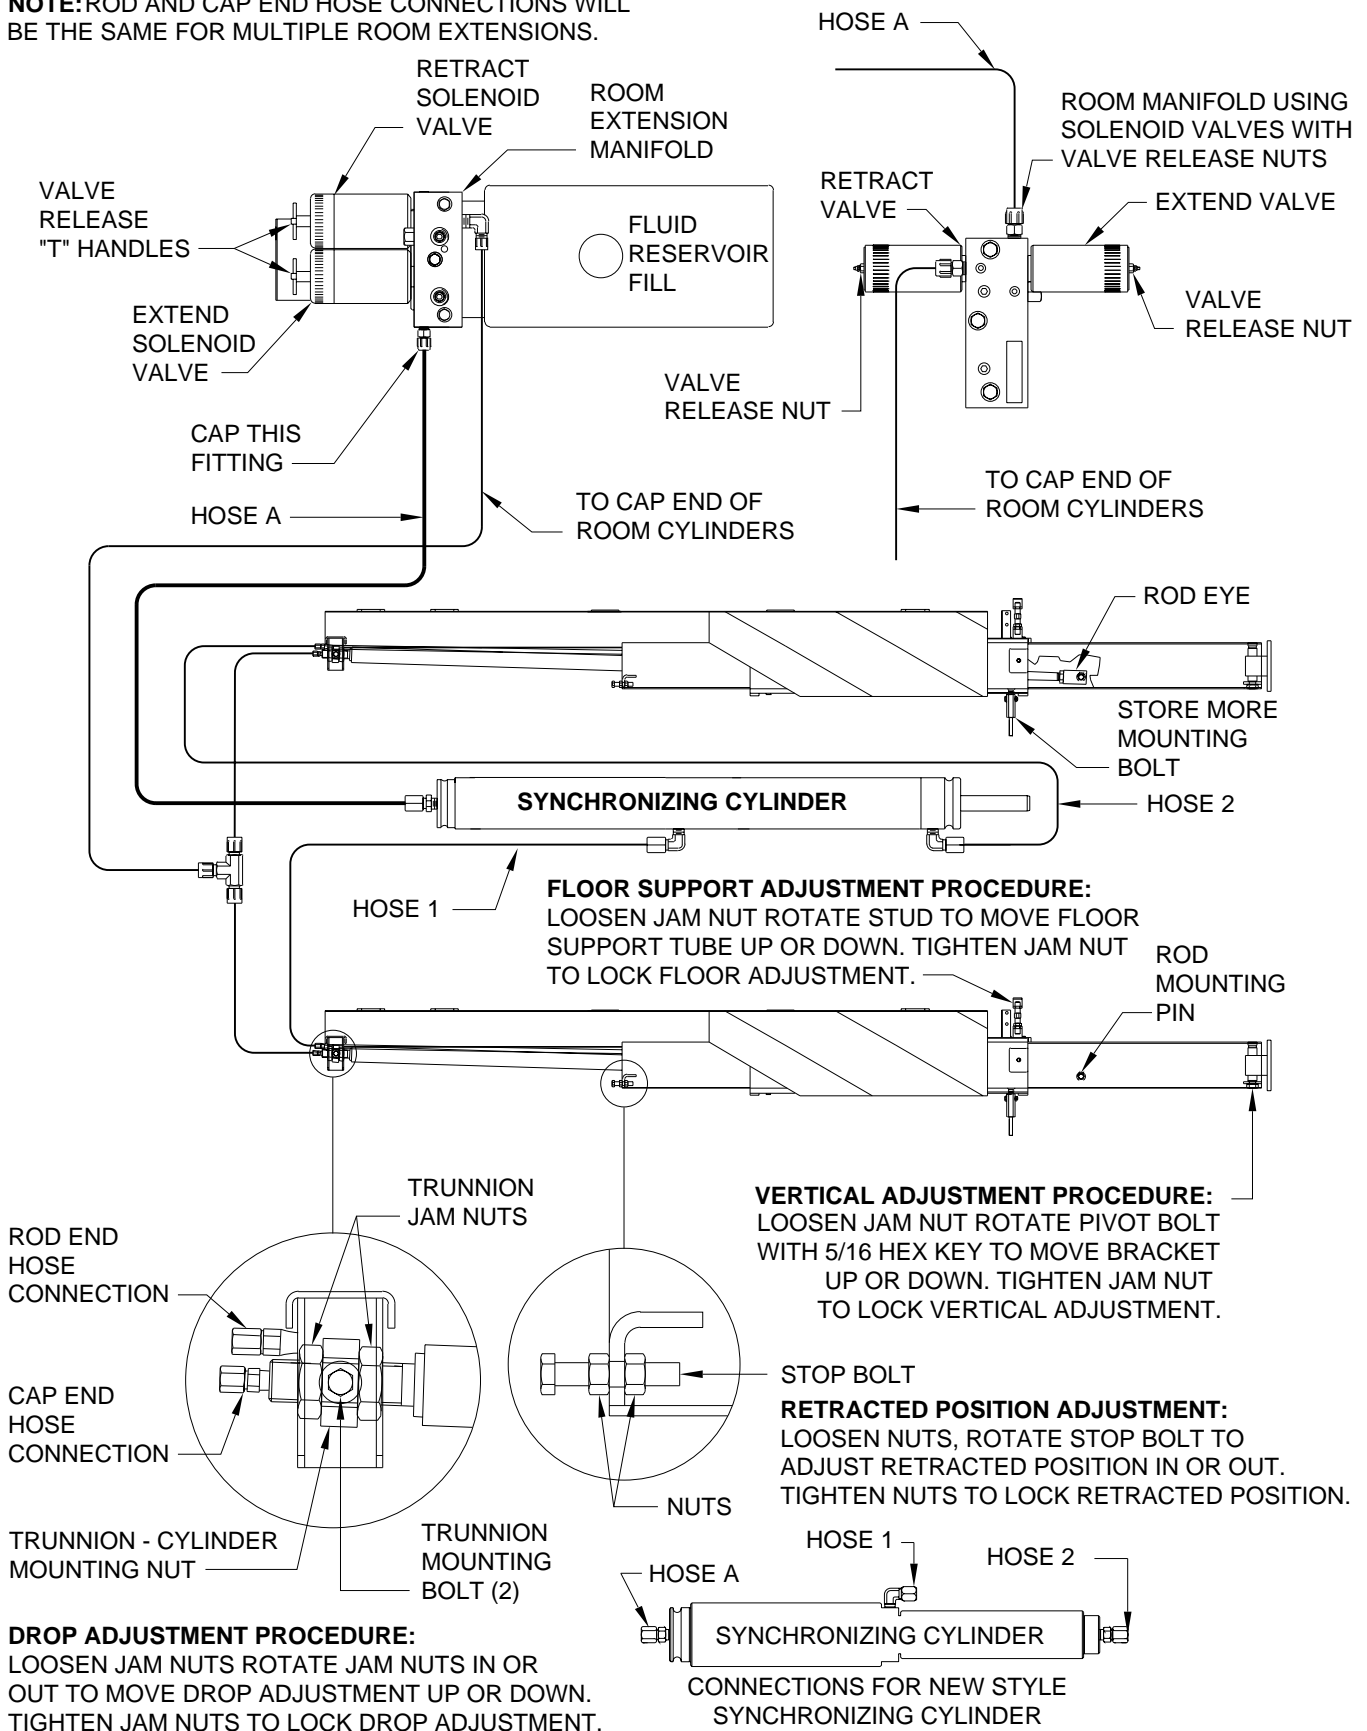 NOTE: ROD AND CAP END HOSE CONNECTIONS WILL
BE THE SAME FOR MULTIPLE ROOM EXTENSIONS.
HOSE A
RETRACT
SOLENOID
VALVE
ROOM
EXTENSION
MANIFOLD
ROOM MANIFOLD USING
SOLENOID VALVES WITH
VALVE RELEASE NUTS
VALVE
RELEASE
"T" HANDLES
FLUID
RESERVOIR
FILL
RETRACT
VALVE
EXTEND VALVE
EXTEND
SOLENOID
VALVE
VALVE
RELEASE NUT
VALVE
RELEASE NUT
CAP THIS
FITTING
HOSE A
TO CAP END OF
ROOM CYLINDERS
TO CAP END OF
ROOM CYLINDERS
ROD EYE
STORE MORE
MOUNTING
BOLT
SYNCHRONIZING CYLINDER
HOSE 2
HOSE 1
FLOOR SUPPORT ADJUSTMENT PROCEDURE:
LOOSEN JAM NUT ROTATE STUD TO MOVE FLOOR
SUPPORT TUBE UP OR DOWN. TIGHTEN JAM NUT
TO LOCK FLOOR ADJUSTMENT.
ROD
MOUNTING
PIN
VERTICAL ADJUSTMENT PROCEDURE:
LOOSEN JAM NUT ROTATE PIVOT BOLT
WITH 5/16 HEX KEY TO MOVE BRACKET
UP OR DOWN. TIGHTEN JAM NUT
TO LOCK VERTICAL ADJUSTMENT.
TRUNNION
JAM NUTS
ROD END
HOSE
CONNECTION
CAP END
HOSE
CONNECTION
STOP BOLT
RETRACTED POSITION ADJUSTMENT:
LOOSEN NUTS, ROTATE STOP BOLT TO
ADJUST RETRACTED POSITION IN OR OUT.
TIGHTEN NUTS TO LOCK RETRACTED POSITION.
NUTS
TRUNNION - CYLINDER
MOUNTING NUT
TRUNNION
MOUNTING
BOLT (2)
HOSE A
HOSE 1
HOSE 2
SYNCHRONIZING CYLINDER
CONNECTIONS FOR NEW STYLE
SYNCHRONIZING CYLINDER
DROP ADJUSTMENT PROCEDURE:
LOOSEN JAM NUTS ROTATE JAM NUTS IN OR
OUT TO MOVE DROP ADJUSTMENT UP OR DOWN.
TIGHTEN JAM NUTS TO LOCK DROP ADJUSTMENT.